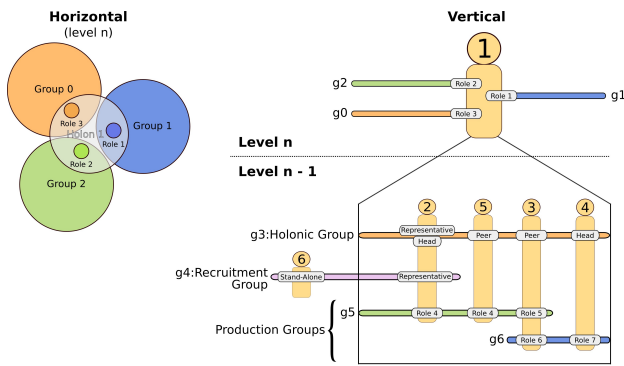 Horizontal
(level n)
Group 0
Role 3
Holon 1
Group 1
Role 1
Role 2
Group 2
Vertical
1
g2
Role 2
Role 1
g1
g0
Role 3
Level n
Level n - 1
2
5
3
4
g3:Holonic Group
Representative
Head
Peer
Peer
Head
6
g4:Recruitment
Group
Stand-Alone
Representative
g5
Role 4
Role 4
Role 5
Production Groups
g6
Role 6
Role 7